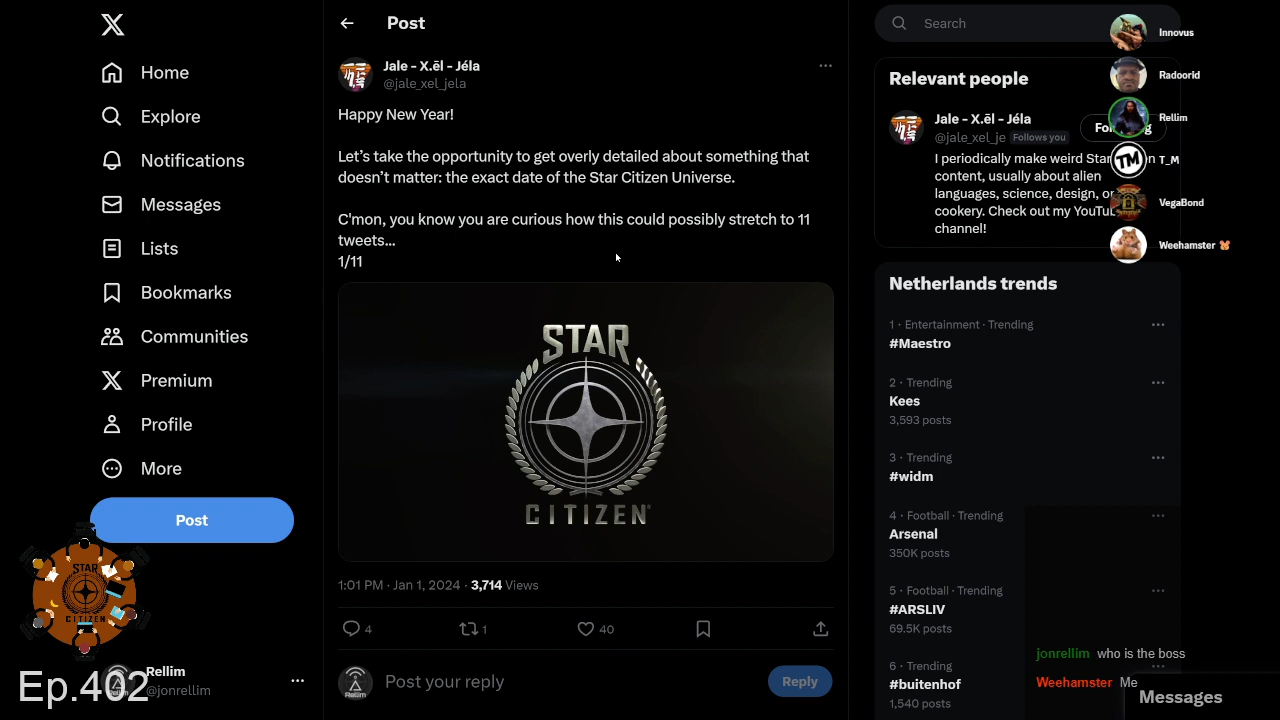 Home
Explore
Notifications
Messages
Lists
Bookmarks
Communities
Premium
Profile
More
Post
STAR
CITIZEN
Rellim
@jonrellim
Ep.402
Post
Jale - X.ēl - Jéla
@jale_xel_jela
Happy New Year!
Let's take the opportunity to get overly detailed about something that
doesn't matter: the exact date of the Star Citizen Universe.
C'mon, you know you are curious how this could possibly stretch to 11
tweets...
1/11
STAR
CITIZEN
1:01 PM · Jan 1, 2024 · 3,714 Views
4
1
40
Post your reply
Reply
Search
Relevant people
Jale - X.ēl - Jéla
@jale_xel_je Follows you
I periodically make weird Star
content, usually about alien
languages, science, design, or
cookery. Check out my
channel!
Netherlands trends
1 · Entertainment · Trending
#Maestro
2 · Trending
Kees
3,593 posts
3 · Trending
#widm
4 · Football · Trending
Arsenal
350K posts
5 · Football · Trending
#ARSLIV
69.5K posts
6 · Trending
#buitenhof
1,540 posts
Innovus
Radoorid
Rellim
TM T_M
VegaBond
Weehamster
jonrellim who is the boss
Weehamster Me
Messages